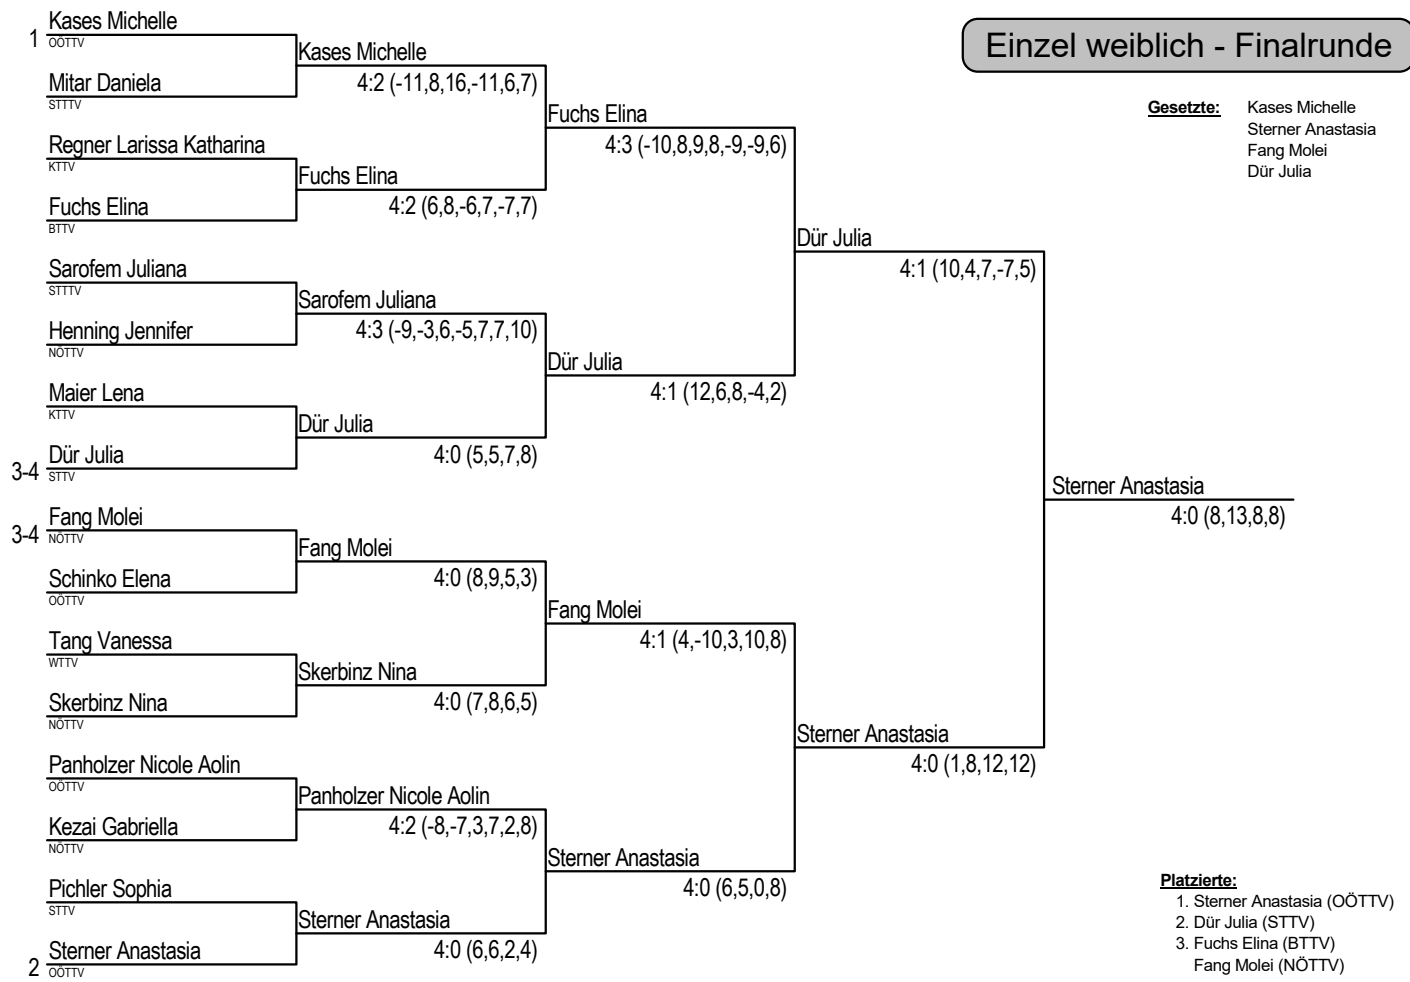 Einzel weiblich - Finalrunde
Gesetzte: Kases Michelle
Sterner Anastasia
Fang Molei
Dür Julia
1 Kases Michelle
OÖTTV
Mitar Daniela
STTTV
Regner Larissa Katharina
KTTV
Fuchs Elina
BTTV
Sarofem Juliana
STTTV
Henning Jennifer
NÖTTV
Maier Lena
KTTV
3-4 Dür Julia
STTV
3-4 Fang Molei
NÖTTV
Schinko Elena
OÖTTV
Tang Vanessa
WTTV
Skerbinz Nina
NÖTTV
Panholzer Nicole Aolin
OÖTTV
Kezai Gabriella
NÖTTV
Pichler Sophia
STTV
2 Sterner Anastasia
OÖTTV
Kases Michelle
4:2 (-11,8,16,-11,6,7)
Fuchs Elina
4:2 (6,8,-6,7,-7,7)
Sarofem Juliana
4:3 (-9,-3,6,-5,7,7,10)
Dür Julia
4:0 (5,5,7,8)
Fang Molei
4:0 (8,9,5,3)
Skerbinz Nina
4:0 (7,8,6,5)
Panholzer Nicole Aolin
4:2 (-8,-7,3,7,2,8)
Sterner Anastasia
4:0 (6,6,2,4)
Fuchs Elina
4:3 (-10,8,9,8,-9,-9,6)
Dür Julia
4:1 (12,6,8,-4,2)
Fang Molei
4:1 (4,-10,3,10,8)
Sterner Anastasia
4:0 (6,5,0,8)
Dür Julia
4:1 (10,4,7,-7,5)
Sterner Anastasia
4:0 (1,8,12,12)
Sterner Anastasia
4:0 (8,13,8,8)
Platzierte:
1. Sterner Anastasia (OÖTTV)
2. Dür Julia (STTV)
3. Fuchs Elina (BTTV)
Fang Molei (NÖTTV)